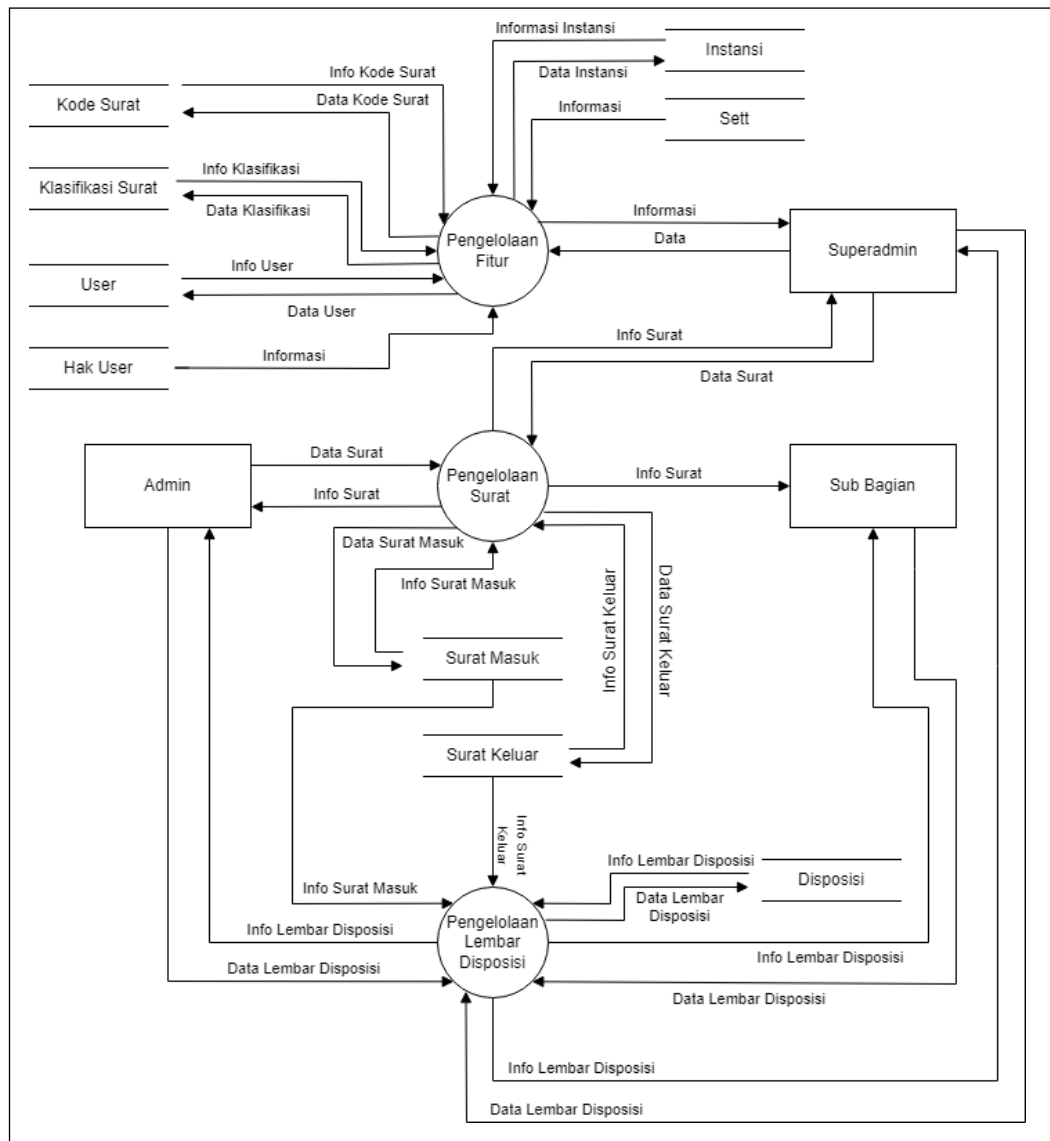 Informasi Instansi
Instansi
Data Instansi
Info Kode Surat
Kode Surat
Data Kode Surat
Informasi
Sett
Info Klasifikasi
Klasifikasi Surat
Data Klasifikasi
Pengelolaan
Fitur
Informasi
Data
Superadmin
Info User
User
Data User
Informasi
Hak User
Info Surat
Data Surat
Admin
Data Surat
Info Surat
Pengelolaan
Surat
Info Surat
Sub Bagian
Data Surat Masuk
Info Surat Masuk
Info Surat Keluar
Data Surat Keluar
Surat Masuk
Surat Keluar
Info Surat
Keluar
Info Surat Masuk
Info Lembar Disposisi
Disposisi
Data Lembar
Disposisi
Info Lembar Disposisi
Pengelolaan
Lembar
Disposisi
Info Lembar Disposisi
Data Lembar Disposisi
Data Lembar Disposisi
Info Lembar Disposisi
Data Lembar Disposisi